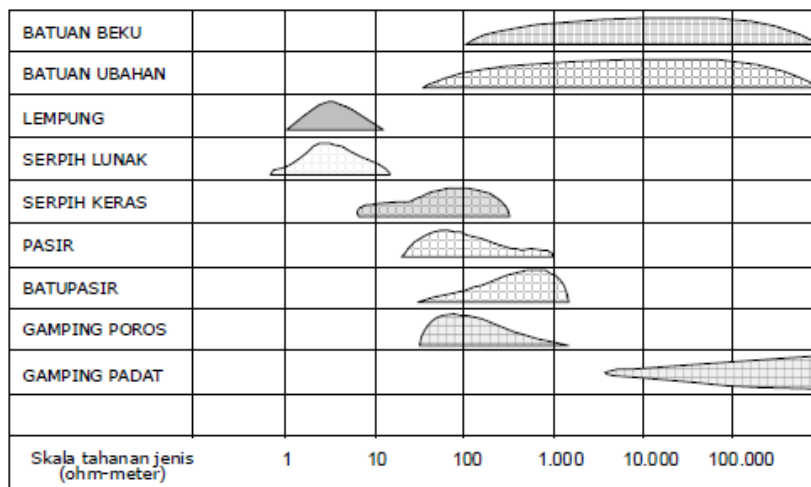 BATUAN BEKU
BATUAN UBAHAN
LEMPUNG
SERPIH LUNAK
SERPIH KERAS
PASIR
BATUPASIR
GAMPING POROS
GAMPING PADAT
Skala tahanan jenis 1 10 100 1.000 10.000 100.000
(ohm-meter)